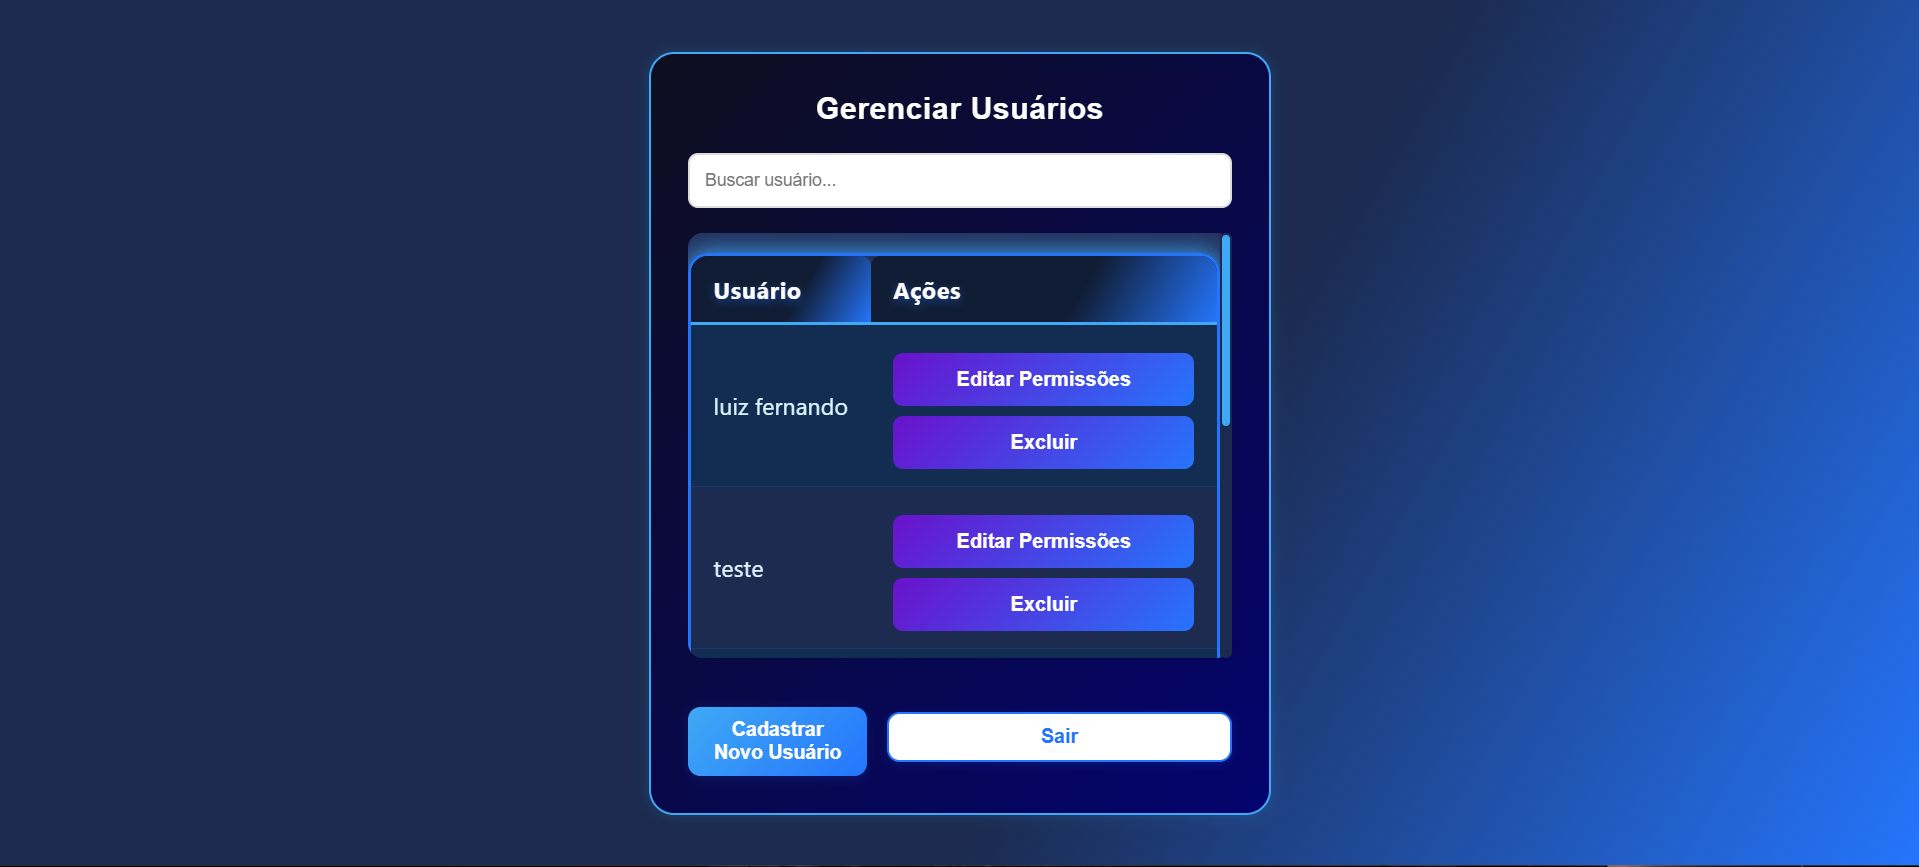 Gerenciar Usuários
Buscar usuário...
Usuário Ações
luiz fernando
Editar Permissões
Excluir
teste
Editar Permissões
Excluir
Cadastrar
Novo Usuário
Sair